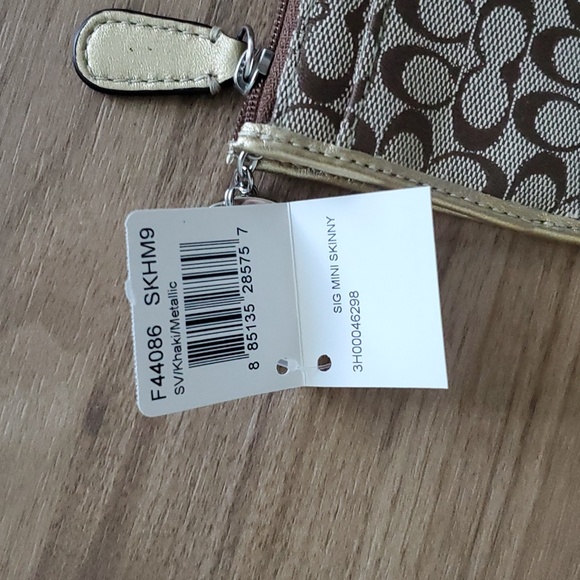 F44086 SKHM9
SV/Khaki/Metallic
8 85135 28575 7
SIG MINI SKINNY
3H00046298